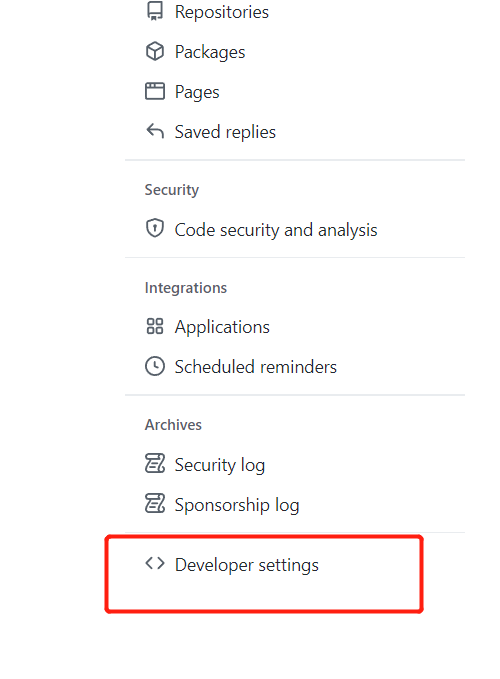 Repositories
Packages
Pages
Saved replies
Security
Code security and analysis
Integrations
Applications
Scheduled reminders
Archives
Security log
Sponsorship log
Developer settings